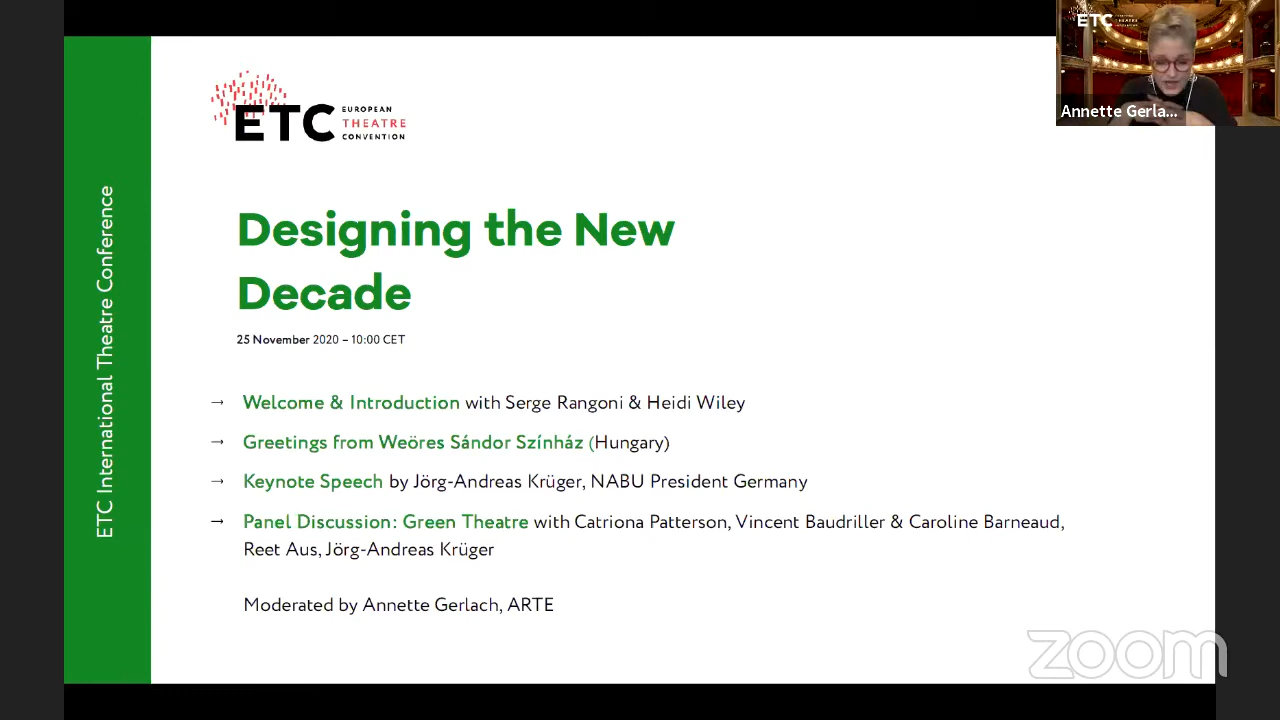 ETC EUROPEAN
THEATRE
CONVENTION
ETC
Annette Gerla...
ETC International Theatre Conference
Designing the New
Decade
25 November 2020 – 10:00 CET
→ Welcome & Introduction with Serge Rangoni & Heidi Wiley
→ Greetings from Weöres Sándor Színház (Hungary)
→ Keynote Speech by Jörg-Andreas Krüger, NABU President Germany
→ Panel Discussion: Green Theatre with Catriona Patterson, Vincent Baudriller & Caroline Barneaud,
Reet Aus, Jörg-Andreas Krüger
Moderated by Annette Gerlach, ARTE
zoom